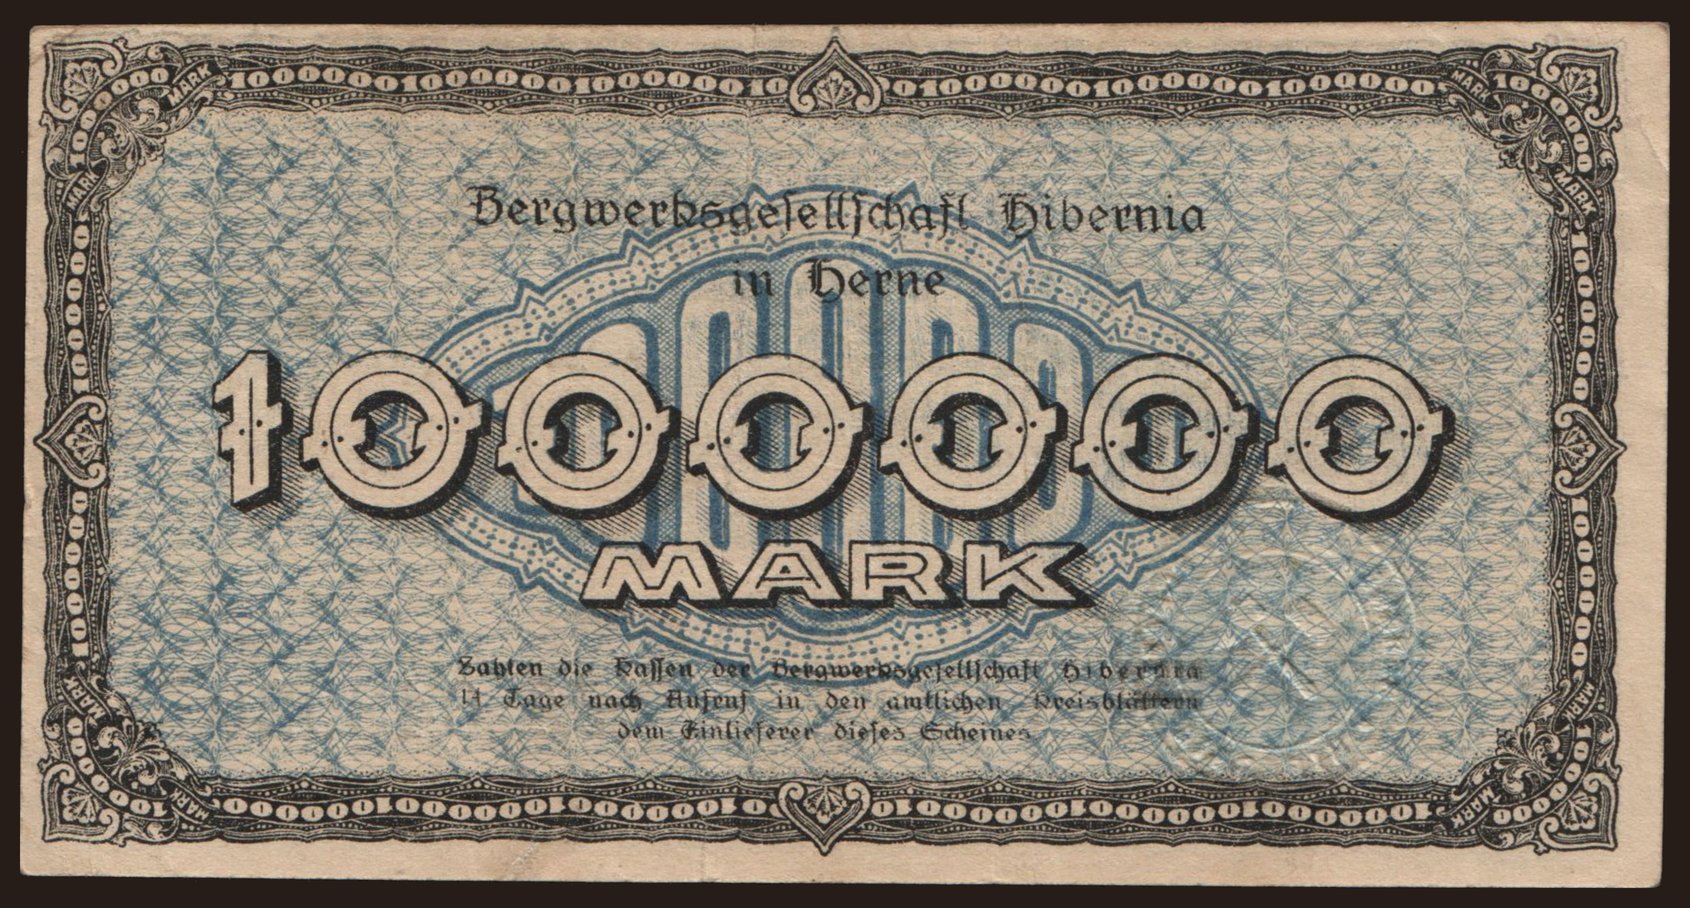 Bergwerksgesellschaft Hibernia
in Herne
1000000
MARK
Zahlen die Kassen der Bergwerksgesellschaft Hibernia
14 Tage nach Aufruf in den amtlichen Kreisblättern
dem Einlieferer dieses Scheines